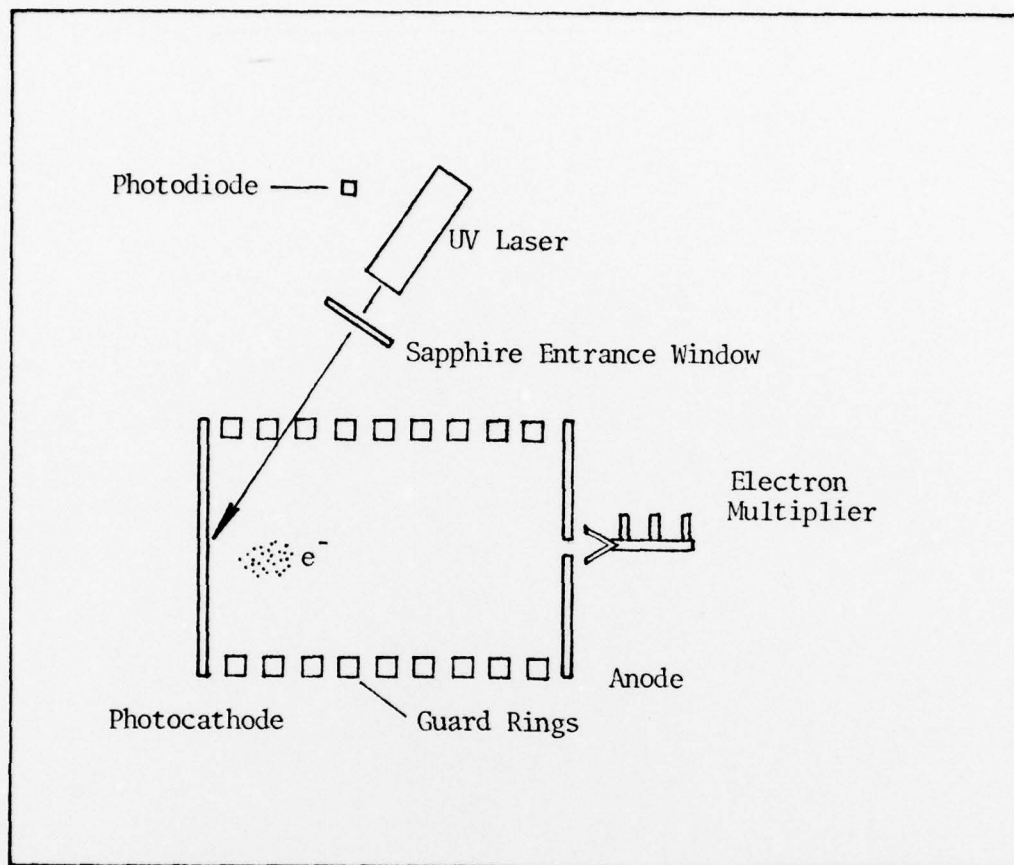 Photodiode
UV Laser
Sapphire Entrance Window
Electron
Multiplier
e-
Anode
Photocathode
Guard Rings